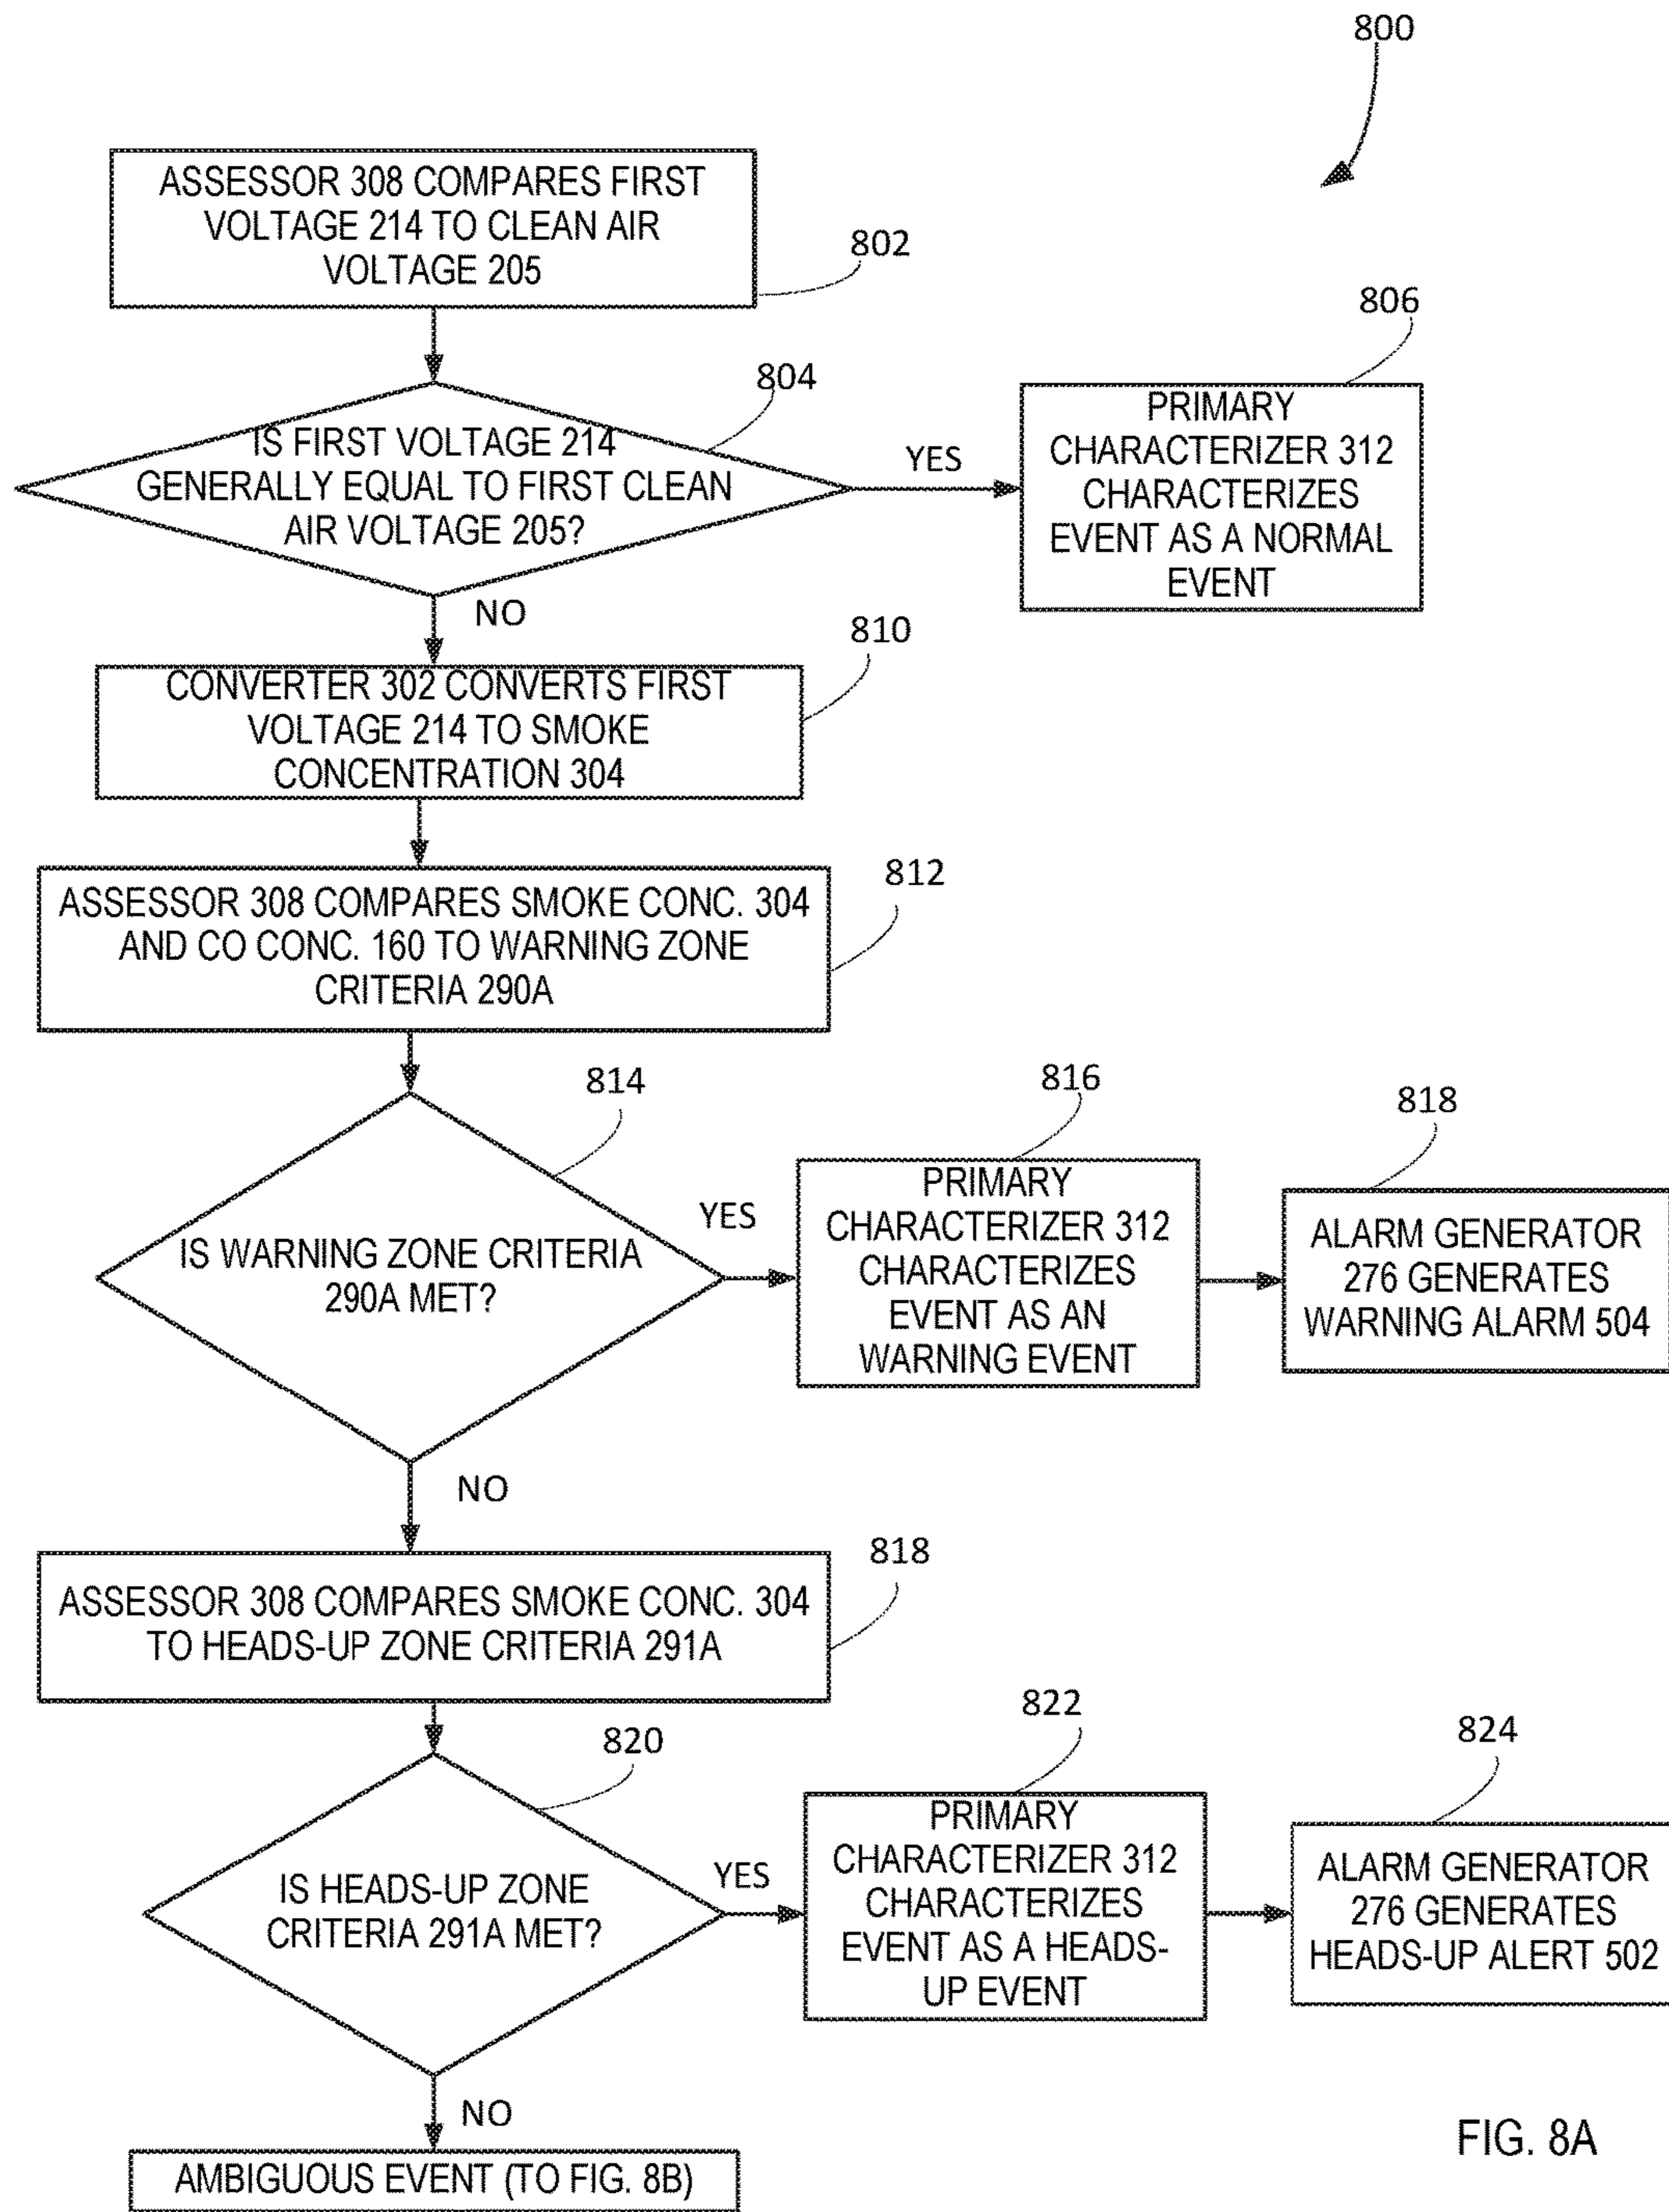 800
ASSESSOR 308 COMPARES FIRST
VOLTAGE 214 TO CLEAN AIR
VOLTAGE 205
802
804
IS FIRST VOLTAGE 214
GENERALLY EQUAL TO FIRST CLEAN
AIR VOLTAGE 205?
YES
806
PRIMARY
CHARACTERIZER 312
CHARACTERIZES
EVENT AS A NORMAL
EVENT
NO
810
CONVERTER 302 CONVERTS FIRST
VOLTAGE 214 TO SMOKE
CONCENTRATION 304
812
ASSESSOR 308 COMPARES SMOKE CONC. 304
AND CO CONC. 160 TO WARNING ZONE
CRITERIA 290A
814
IS WARNING ZONE CRITERIA
290A MET?
YES
816
PRIMARY
CHARACTERIZER 312
CHARACTERIZES
EVENT AS AN
WARNING EVENT
818
ALARM GENERATOR
276 GENERATES
WARNING ALARM 504
NO
818
ASSESSOR 308 COMPARES SMOKE CONC. 304
TO HEADS-UP ZONE CRITERIA 291A
820
IS HEADS-UP ZONE
CRITERIA 291A MET?
YES
822
PRIMARY
CHARACTERIZER 312
CHARACTERIZES
EVENT AS A HEADS-
UP EVENT
824
ALARM GENERATOR
276 GENERATES
HEADS-UP ALERT 502
NO
AMBIGUOUS EVENT (TO FIG. 8B)
FIG. 8A